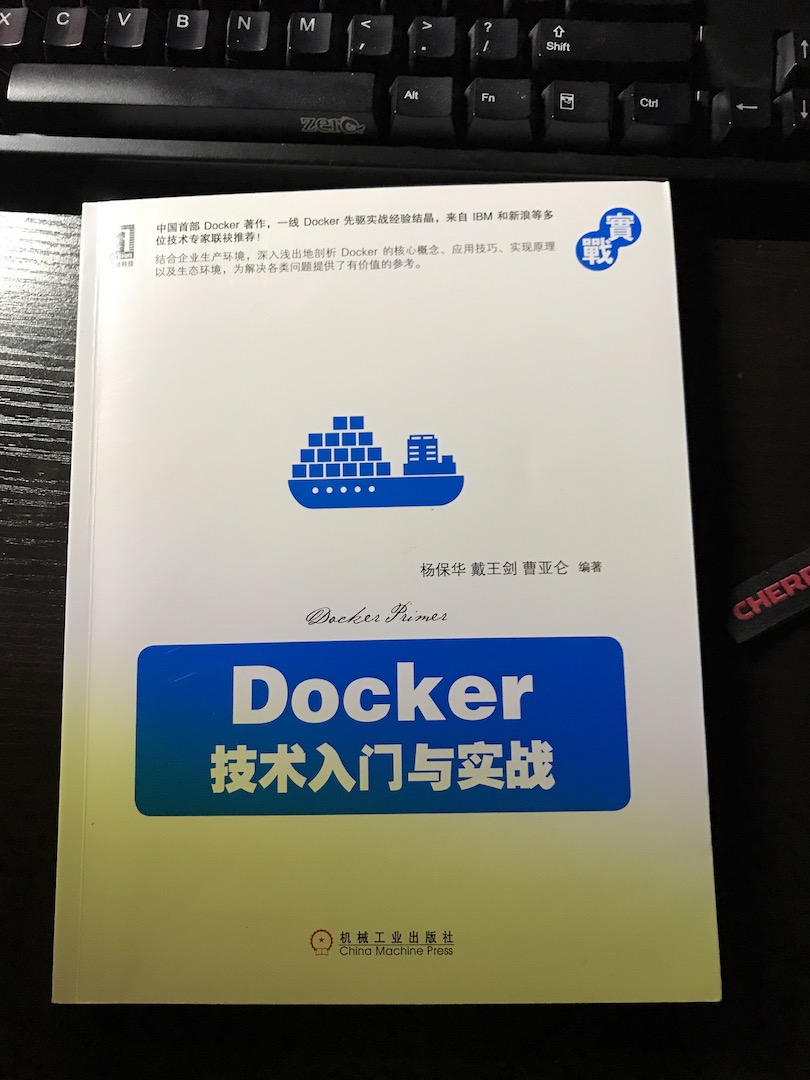 X C V B N M < , > . ? / Shift
Alt Fn Ctrl
zero
中国首部 Docker 著作，一线 Docker 先驱实战经验结晶，来自 IBM 和新浪等多
位技术专家联袂推荐！
结合企业生产环境，深入浅出地剖析 Docker 的核心概念、应用技巧、实现原理
以及生态环境，为解决各类问题提供了有价值的参考。
實
戰
杨保华 戴王剑 曹亚仑 编著
CHERR
Docker Primer
Docker
技术入门与实战
机械工业出版社
China Machine Press